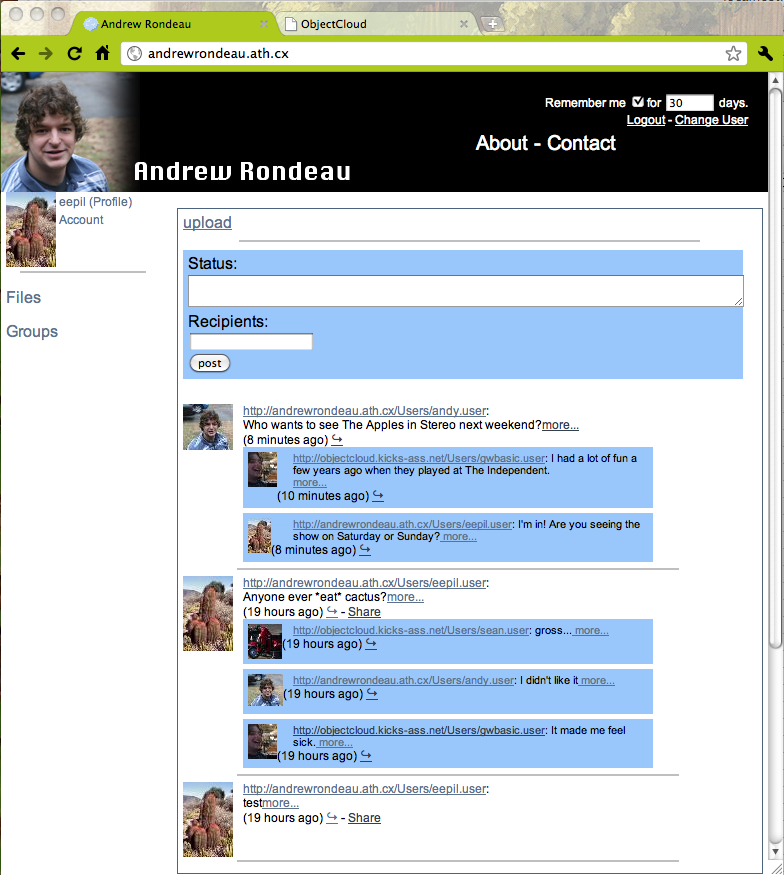 Andrew Rondeau
ObjectCloud
andrewrondeau.ath.cx
Remember me for 30 days.
Logout - Change User
About - Contact
Andrew Rondeau
eepil (Profile)
Account
Files
Groups
upload
Status:
Recipients:
post
http://andrewrondeau.ath.cx/Users/andy.user:
Who wants to see The Apples in Stereo next weekend?more...
(8 minutes ago) ↪
http://objectcloud.kicks-ass.net/Users/gwbasic.user: I had a lot of fun a
few years ago when they played at The Independent.
more...
(10 minutes ago) ↪
http://andrewrondeau.ath.cx/Users/eepil.user: I'm in! Are you seeing the
show on Saturday or Sunday? more...
(8 minutes ago) ↪
http://andrewrondeau.ath.cx/Users/eepil.user:
Anyone ever *eat* cactus?more...
(19 hours ago) ↪ - Share
http://objectcloud.kicks-ass.net/Users/sean.user: gross... more...
(19 hours ago) ↪
http://andrewrondeau.ath.cx/Users/andy.user: I didn't like it more...
(19 hours ago) ↪
http://objectcloud.kicks-ass.net/Users/gwbasic.user: It made me feel
sick. more...
(19 hours ago) ↪
http://andrewrondeau.ath.cx/Users/eepil.user:
testmore...
(19 hours ago) ↪ - Share